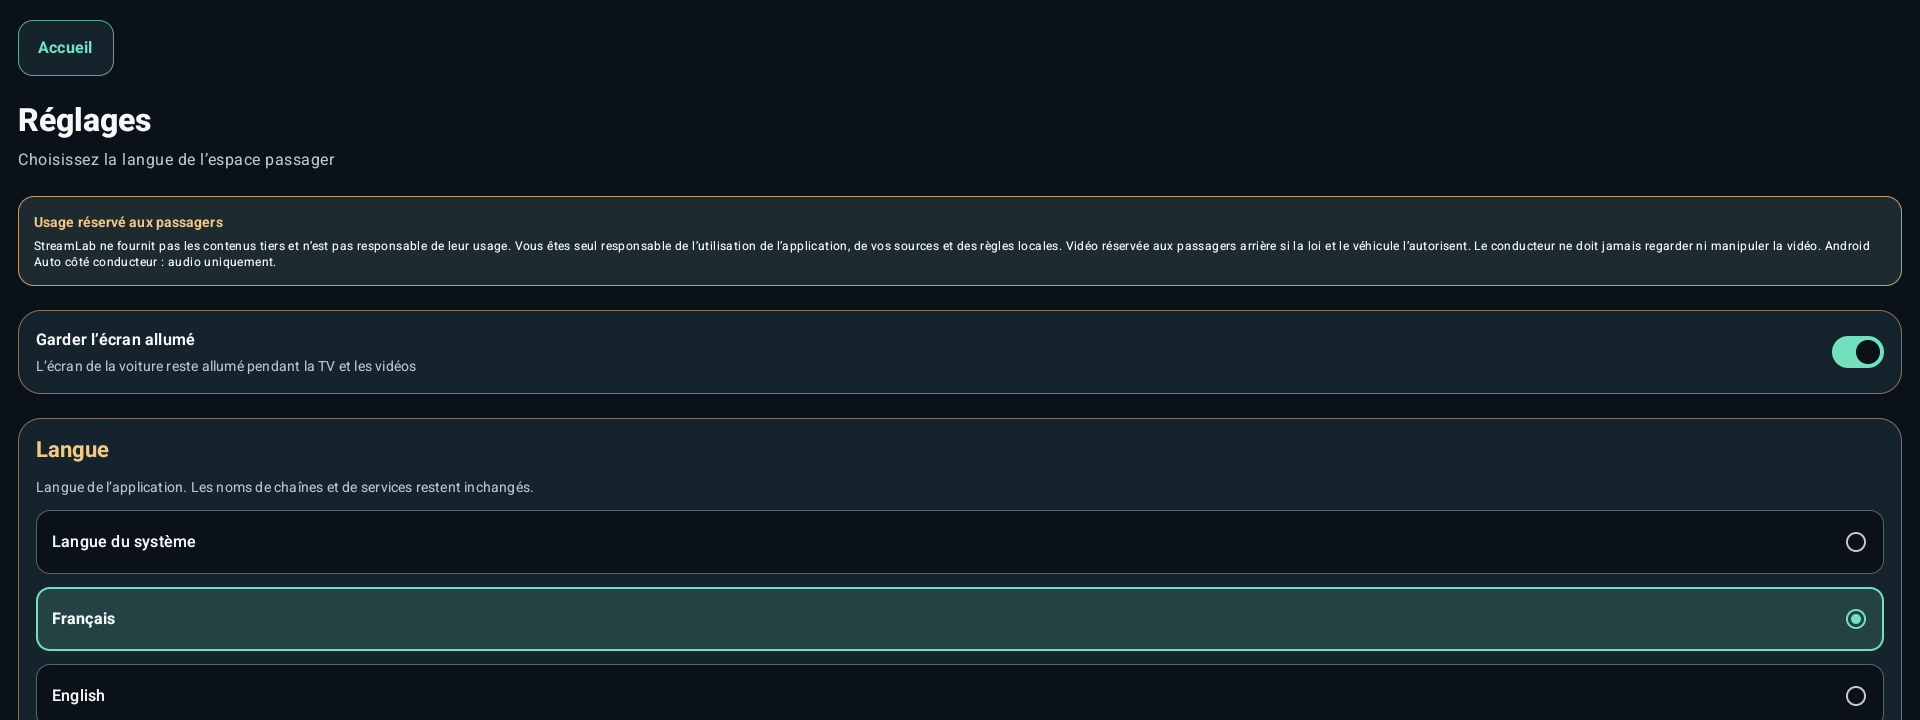 Accueil
Réglages
Choisissez la langue de l’espace passager
Usage réservé aux passagers
StreamLab ne fournit pas les contenus tiers et n’est pas responsable de leur usage. Vous êtes seul responsable de l’utilisation de l’application, de vos sources et des règles locales. Vidéo réservée aux passagers arrière si la loi et le véhicule l’autorisent. Le conducteur ne doit jamais regarder ni manipuler la vidéo. Android
Auto côté conducteur : audio uniquement.
Garder l’écran allumé
L’écran de la voiture reste allumé pendant la TV et les vidéos
Langue
Langue de l’application. Les noms de chaînes et de services restent inchangés.
Langue du système
Français
English